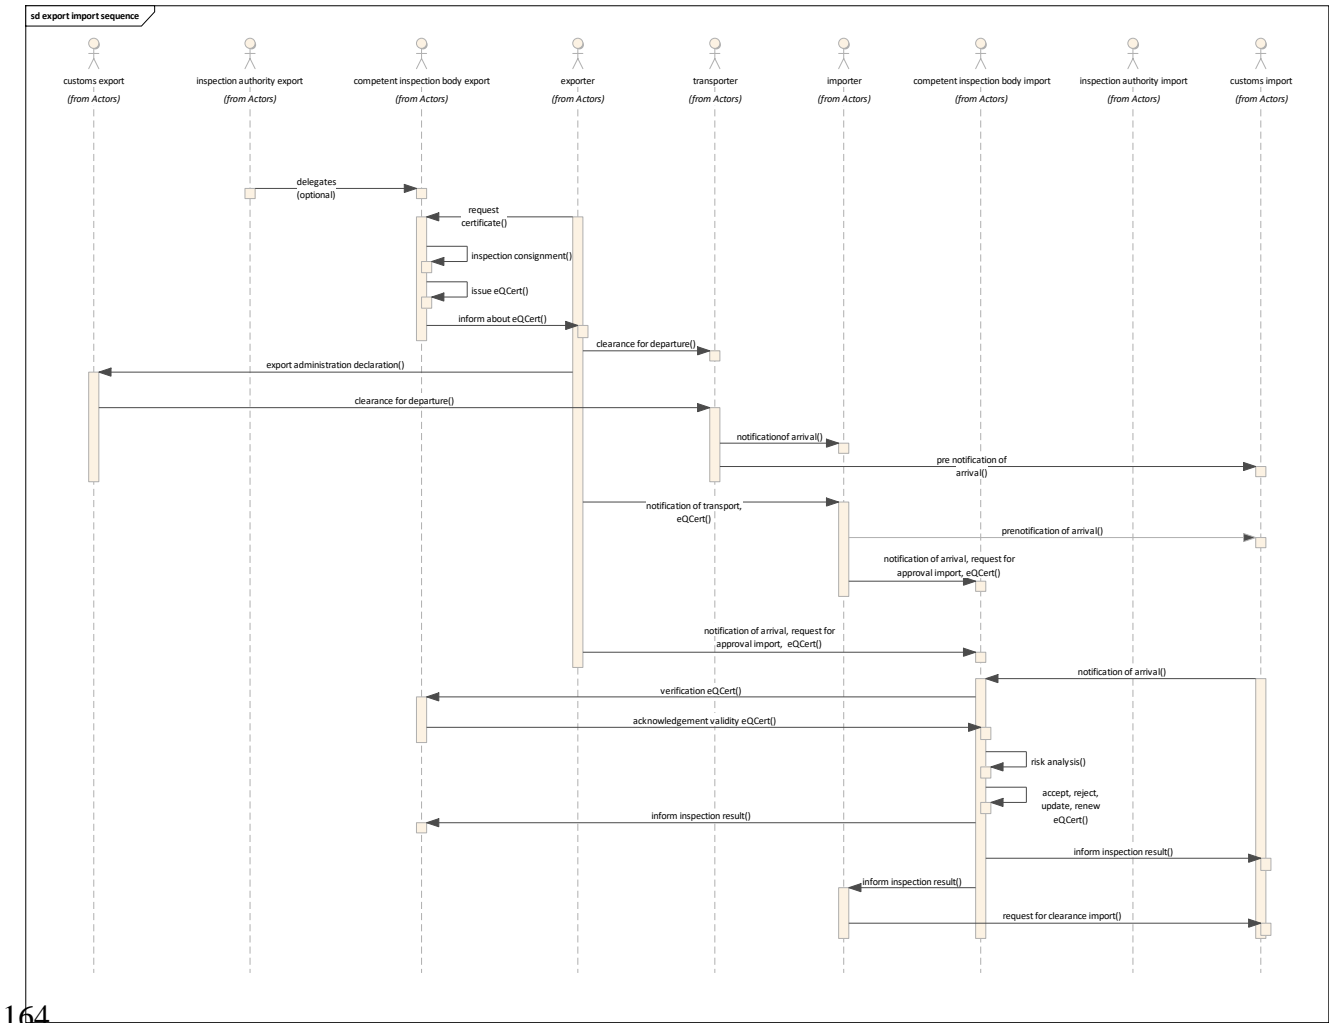 sd export import sequence
customs export
inspection authority export
competent inspection body export
exporter
transporter
importer
competent inspection body import
inspection authority import
customs import
(from Actors)
(from Actors)
(from Actors)
(from Actors)
(from Actors)
(from Actors)
(from Actors)
(from Actors)
(from Actors)
delegates
(optional)
request
certificate()
inspection consignment()
issue eQCert()
inform about eQCert()
clearance for departure()
export administration declaration()
clearance for departure()
notificationof arrival()
pre notification of
arrival()
notification of transport,
eQCert()
prenotification of arrival()
notification of arrival, request for
approval import, eQCert()
notification of arrival, request for
approval import, eQCert()
notification of arrival()
verification eQCert()
acknowledgement validity eQCert()
risk analysis()
accept, reject,
update, renew
eQCert()
inform inspection result()
inform inspection result()
inform inspection result()
request for clearance import()
164